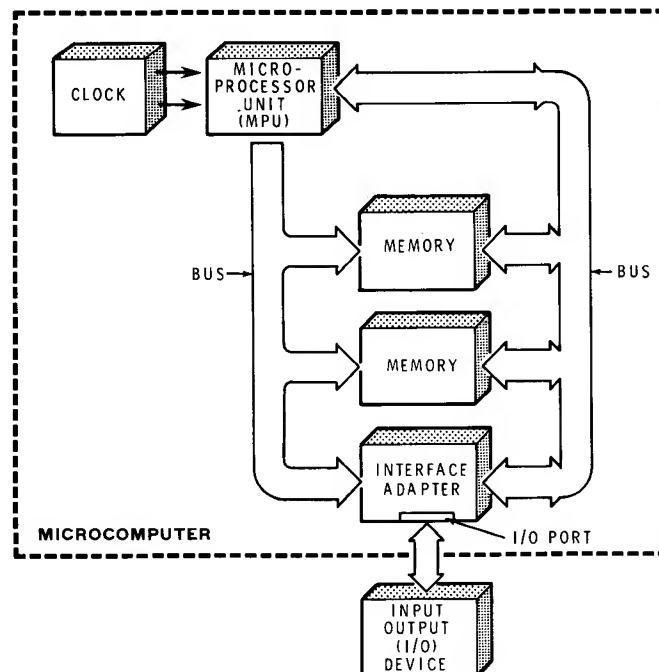 CLOCK
MICRO-
PROCESSOR
UNIT
(MPU)
MEMORY
BUS
BUS
MEMORY
INTERFACE
ADAPTER
MICROCOMPUTER
I/O PORT
INPUT
OUTPUT
(I/O)
DEVICE